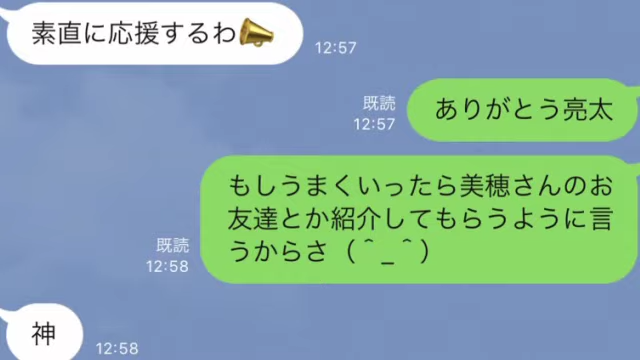 素直に応援するわ📣
12:57
既読
12:57
ありがとう亮太
もしうまくいったら美穂さんのお
友達とか紹介してもらうように言
うからさ（＾_＾）
既読
12:58
神
12:58